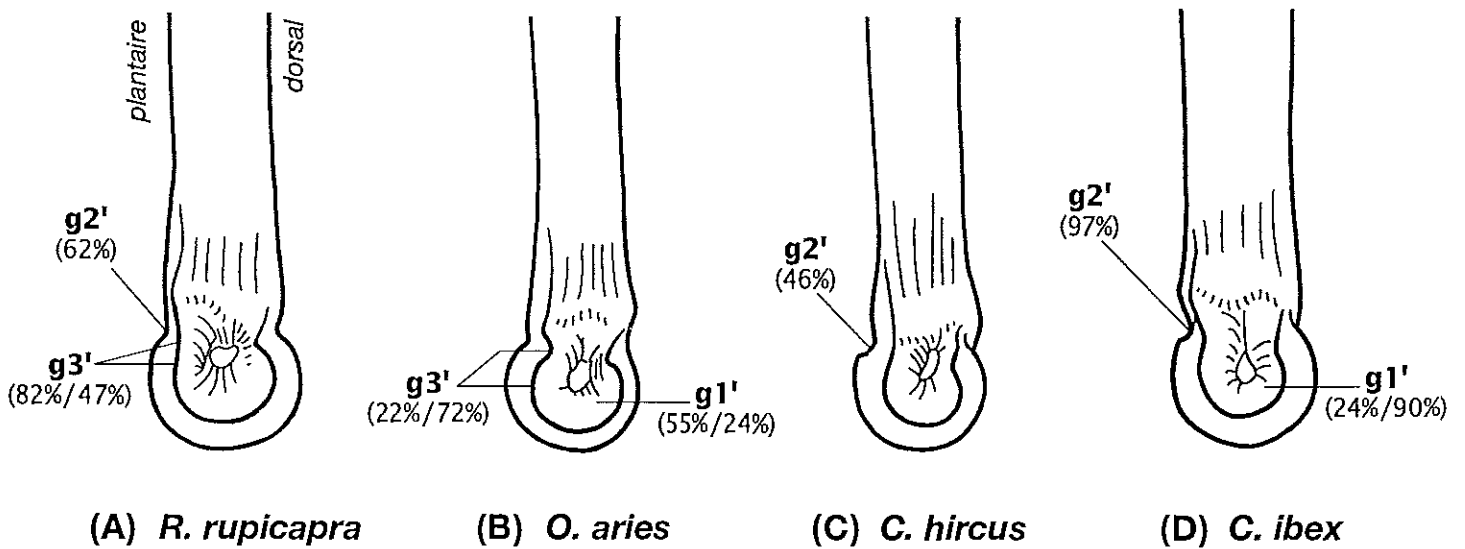 plantaire
dorsal
g2'
(62%)
g3'
(82%/47%)
g3'
(22%/72%)
g1'
(55%/24%)
g2'
(46%)
g2'
(97%)
g1'
(24%/90%)
(A) R. rupicapra
(B) O. aries
(C) C. hircus
(D) C. ibex